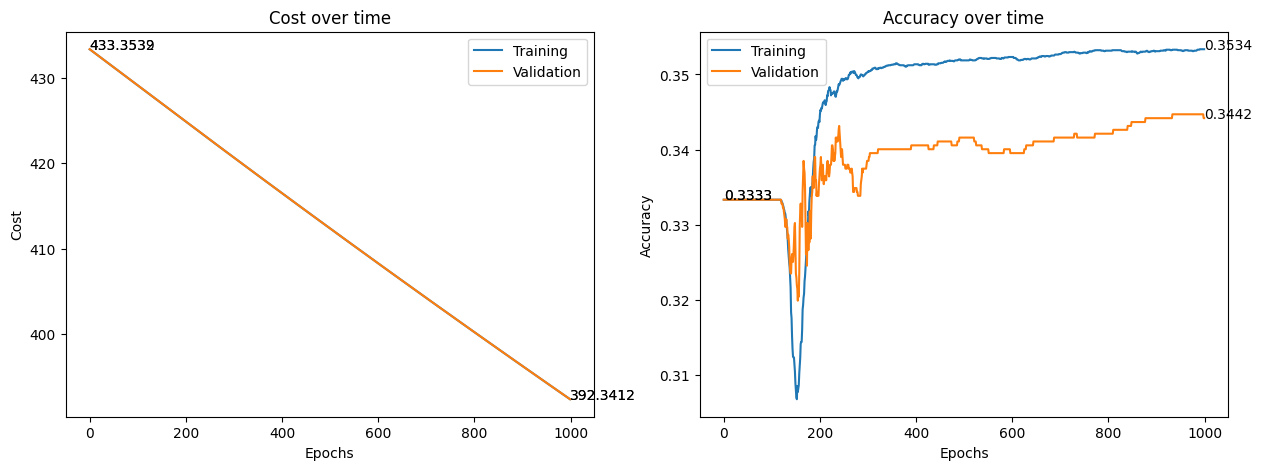 Cost over time
433.3532
Training
Validation
430
420
410
400
392.3412
Cost
0
200
400
600
800
1000
Epochs
Accuracy over time
Training
Validation
0.3534
0.35
0.3442
0.34
0.3333
0.33
0.32
0.31
Accuracy
0
200
400
600
800
1000
Epochs